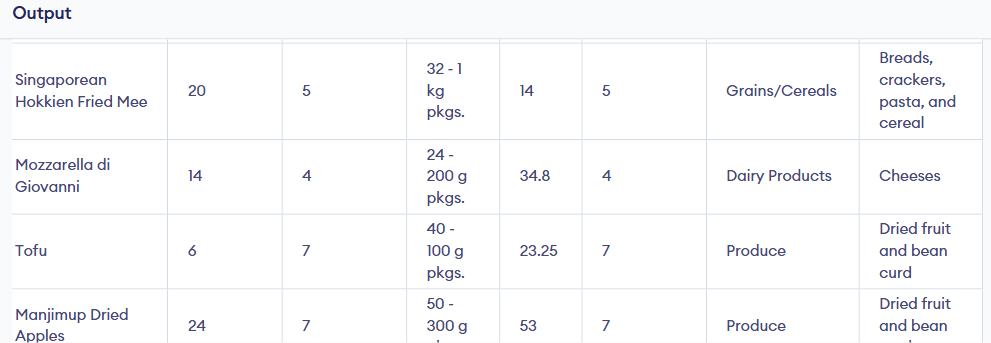 Output
Singaporean
Hokkien Fried Mee
20
5
32 - 1
kg
pkgs.
14
5
Grains/Cereals
Breads,
crackers,
pasta, and
cereal
Mozzarella di
Giovanni
14
4
24 -
200 g
pkgs.
34.8
4
Dairy Products
Cheeses
Tofu
6
7
40 -
100 g
pkgs.
23.25
7
Produce
Dried fruit
and bean
curd
Manjimup Dried
Apples
24
7
50 -
300 g
53
7
Produce
Dried fruit
and bean